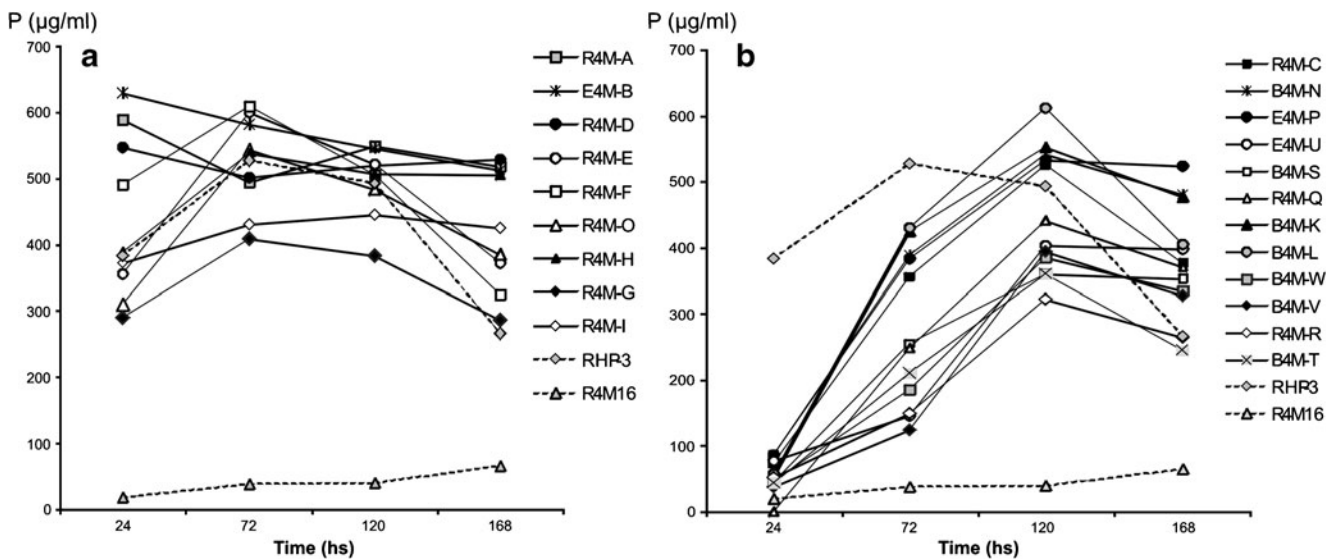 P (µg/ml)
a
700
600
500
400
300
200
100
0
24
72
120
168
Time (hs)
R4M-A
E4M-B
R4M-D
R4M-E
R4M-F
R4M-O
R4M-H
R4M-G
R4M-I
RHP-3
R4M16
P (µg/ml)
b
700
600
500
400
300
200
100
0
24
72
120
168
Time (hs)
R4M-C
B4M-N
E4M-P
E4M-U
B4M-S
R4M-Q
B4M-K
B4M-L
B4M-W
B4M-V
R4M-R
B4M-T
RHP3
R4M16